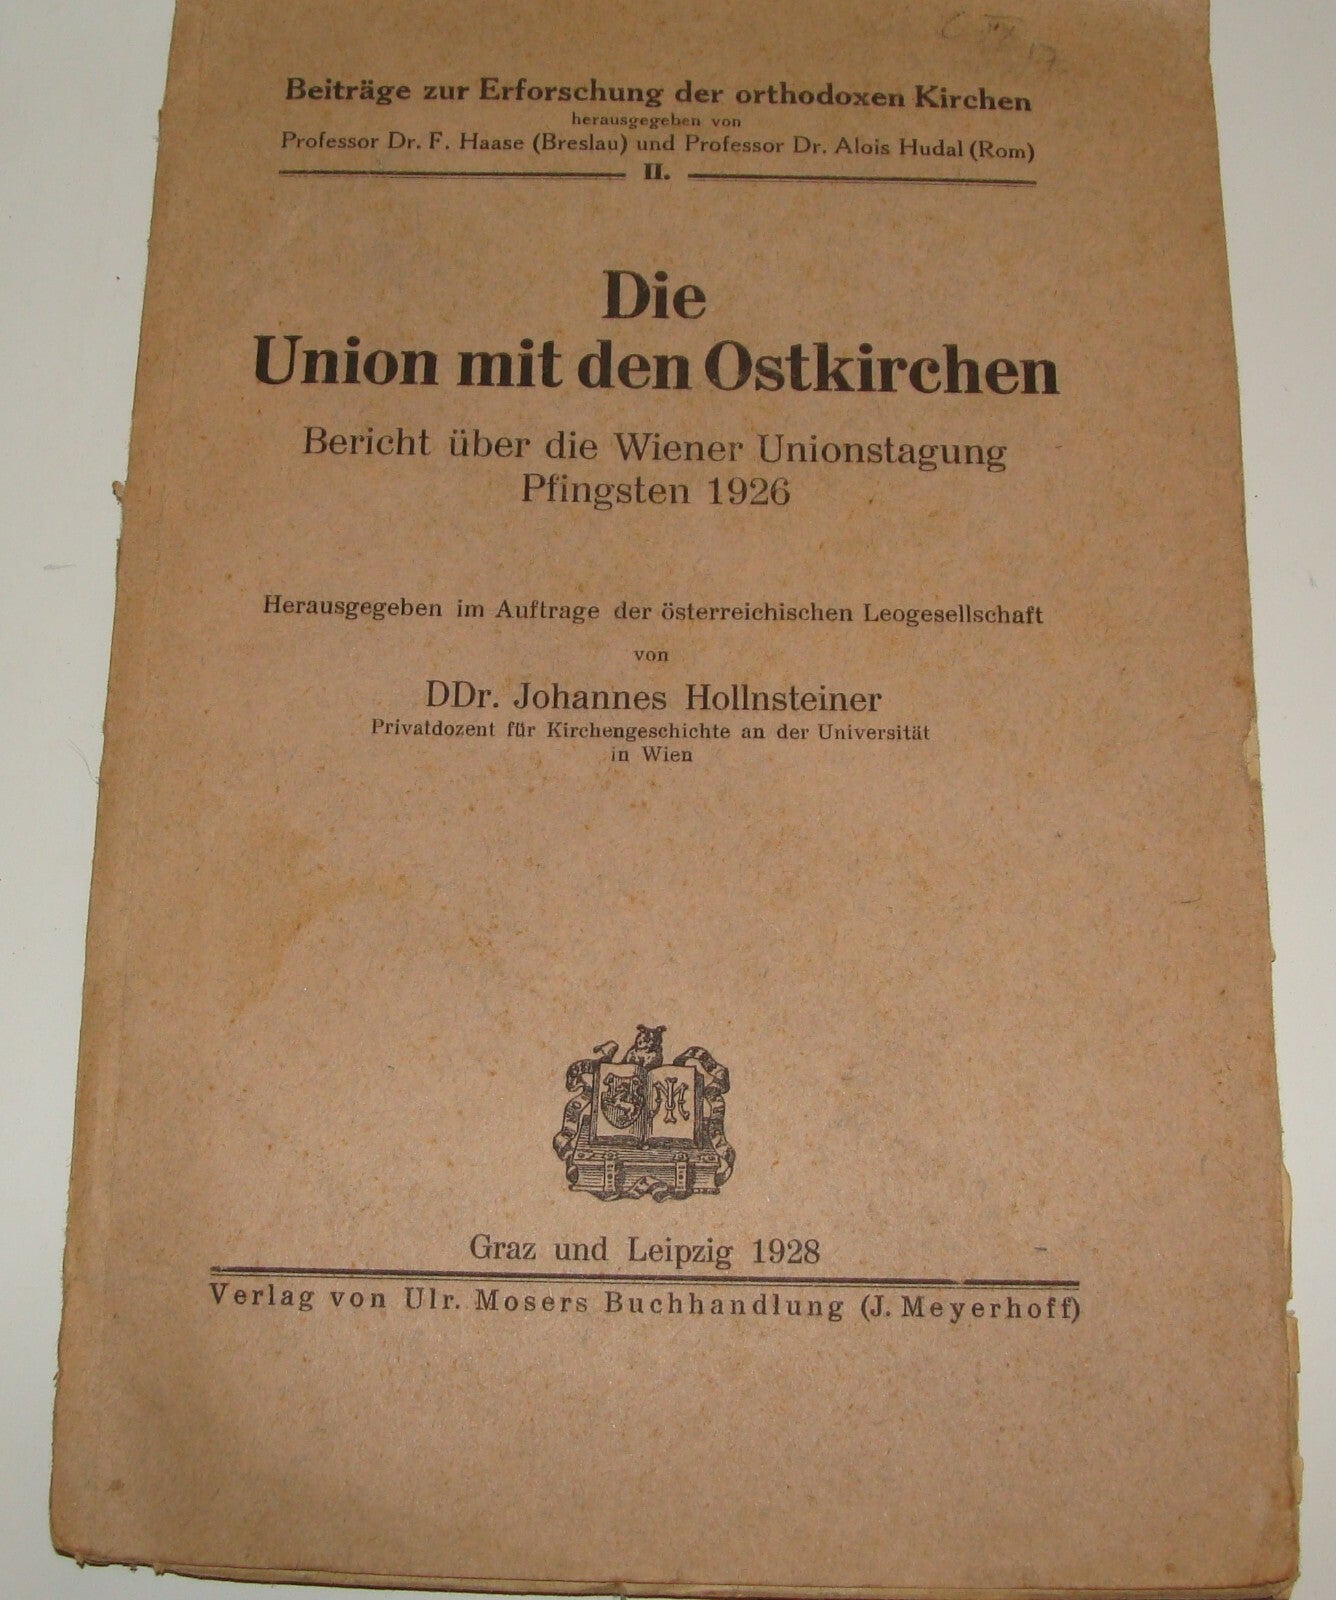 Beiträge zur Erforschung der orthodoxen Kirchen
herausgegeben von
Professor Dr. F. Haase (Breslau) und Professor Dr. Alois Hudal (Rom)
II.
Die
Union mit den Ostkirchen
Bericht über die Wiener Unionstagung
Pfingsten 1926
Herausgegeben im Auftrage der österreichischen Leogesellschaft
von
DDr. Johannes Hollnsteiner
Privatdozent für Kirchengeschichte an der Universität
in Wien
Graz und Leipzig 1928
Verlag von Ulr. Mosers Buchhandlung (J. Meyerhoff)